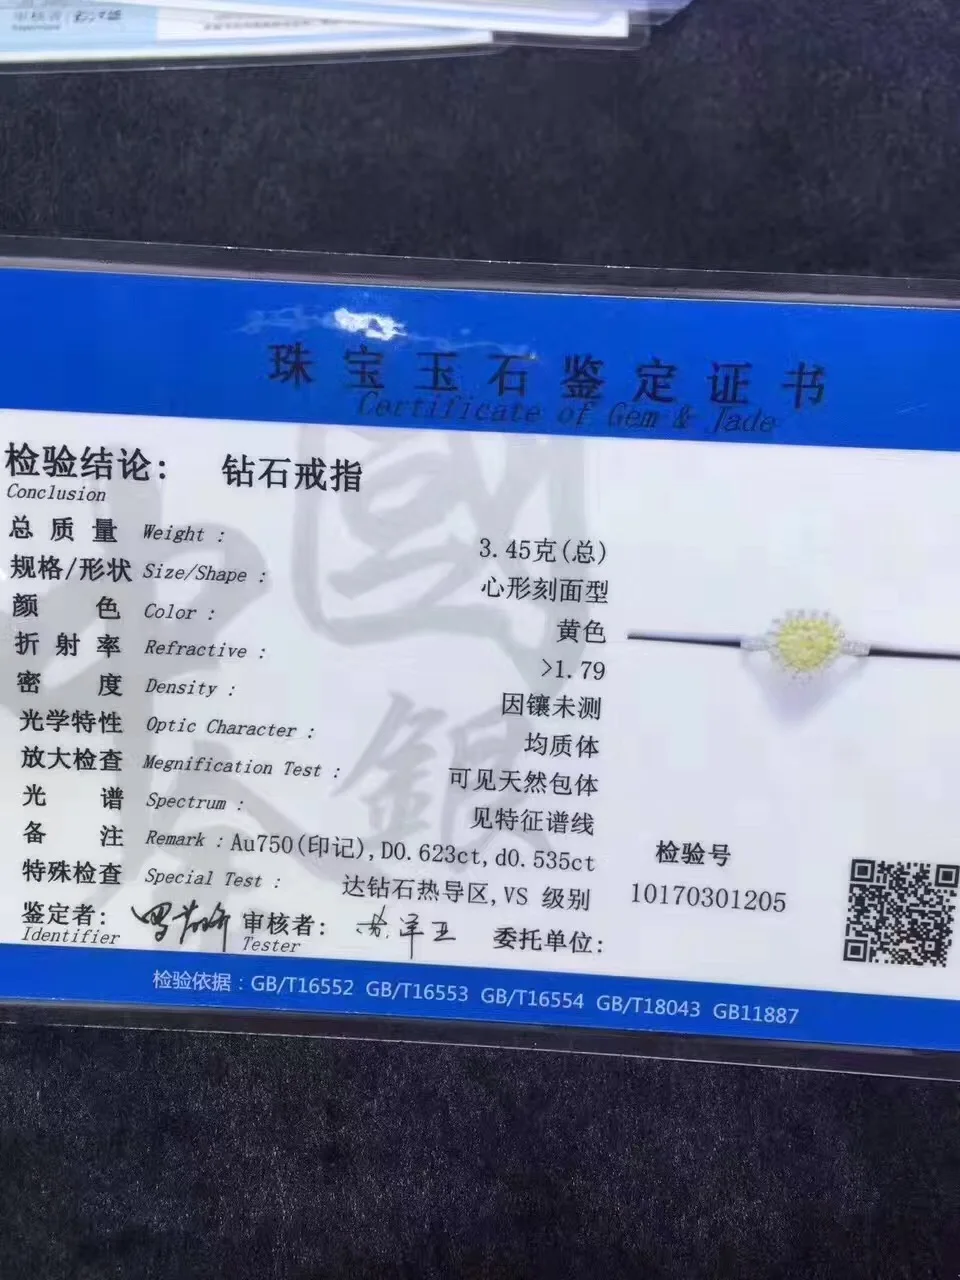 珠宝玉石鉴定证书
Certificate of Gem & Jade
检验结论: 钻石戒指
Conclusion
总质量 Weight : 3.45克(总)
规格/形状 Size/Shape : 心形刻面型
颜色 Color : 黄色
折射率 Refractive : >1.79
密度 Density : 因镶未测
光学特性 Optic Character : 均质体
放大检查 Megnification Test : 可见天然包体
光谱 Spectrum : 见特征谱线
备注 Remark : Au750(印记),D0.623ct,d0.535ct
特殊检查 Special Test : 达钻石热导区,VS 级别
检验号
10170301205
鉴定者: 审核者: 委托单位:
Identifier Tester
检验依据：GB/T16552 GB/T16553 GB/T16554 GB/T18043 GB11887